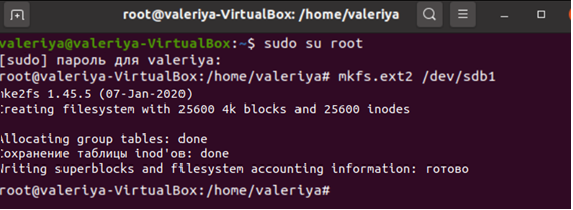 root@valeriya-VirtualBox: /home/valeriya
valeriya@valeriya-VirtualBox:~$ sudo su root
[sudo] пароль для valeriya:
root@valeriya-VirtualBox:/home/valeriya# mkfs.ext2 /dev/sdb1
mke2fs 1.45.5 (07-Jan-2020)
Creating filesystem with 25600 4k blocks and 25600 inodes
Allocating group tables: done
Сохранение таблицы inod'ов: done
Writing superblocks and filesystem accounting information: готово
root@valeriya-VirtualBox:/home/valeriya#